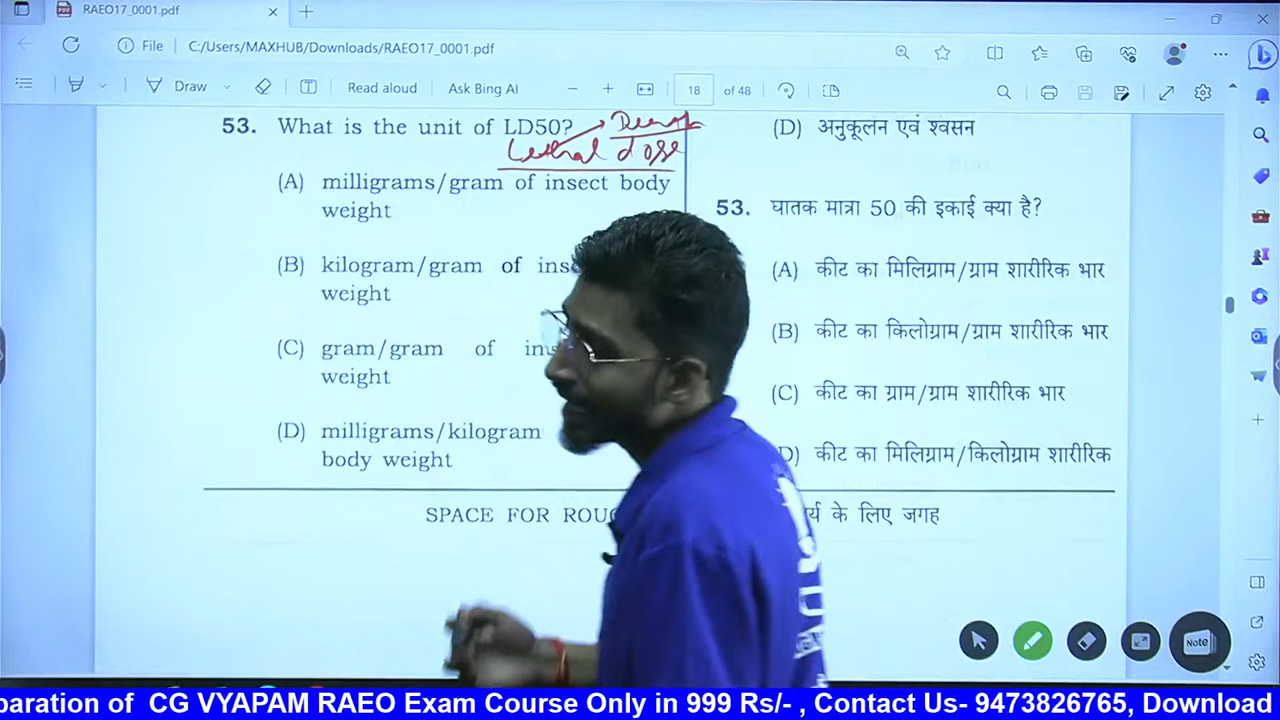 RAEO17_0001.pdf
File C:/Users/MAXHUB/Downloads/RAEO17_0001.pdf
Draw Read aloud Ask Bing AI 18 of 48
53. What is the unit of LD50?
Lethal dose
(A) milligrams/gram of insect body
weight
(B) kilogram/gram of
weight
(C) gram/gram of
weight
(D) milligrams/kilogram
body weight
(D) अनुकूलन एवं श्वसन
53. घातक मात्रा 50 की इकाई क्या है?
(A) कीट का मिलिग्राम/ग्राम शारीरिक भार
(B) कीट का किलोग्राम/ग्राम शारीरिक भार
(C) कीट का ग्राम/ग्राम शारीरिक भार
(D) कीट का मिलिग्राम/किलोग्राम शारीरिक
SPACE FOR के लिए जगह
Note
paration of CG VYAPAM RAEO Exam Course Only in 999 Rs/- , Contact Us- 9473826765, Download